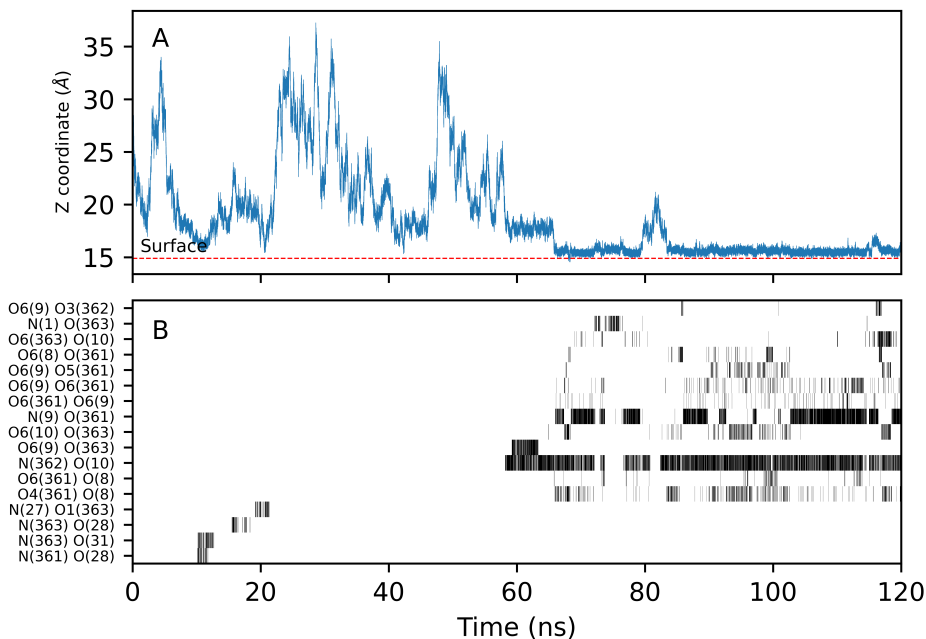 A
35
30
25
20
15
Z coordinate (Å)
Surface
B
O6(9) O3(362)
N(1) O(363)
O6(363) O(10)
O6(8) O(361)
O6(9) O5(361)
O6(9) O6(361)
O6(361) O6(9)
N(9) O(361)
O6(10) O(363)
O6(9) O(363)
N(362) O(10)
O6(361) O(8)
O4(361) O(8)
N(27) O1(363)
N(363) O(28)
N(363) O(31)
N(361) O(28)
0 20 40 60 80 100 120
Time (ns)